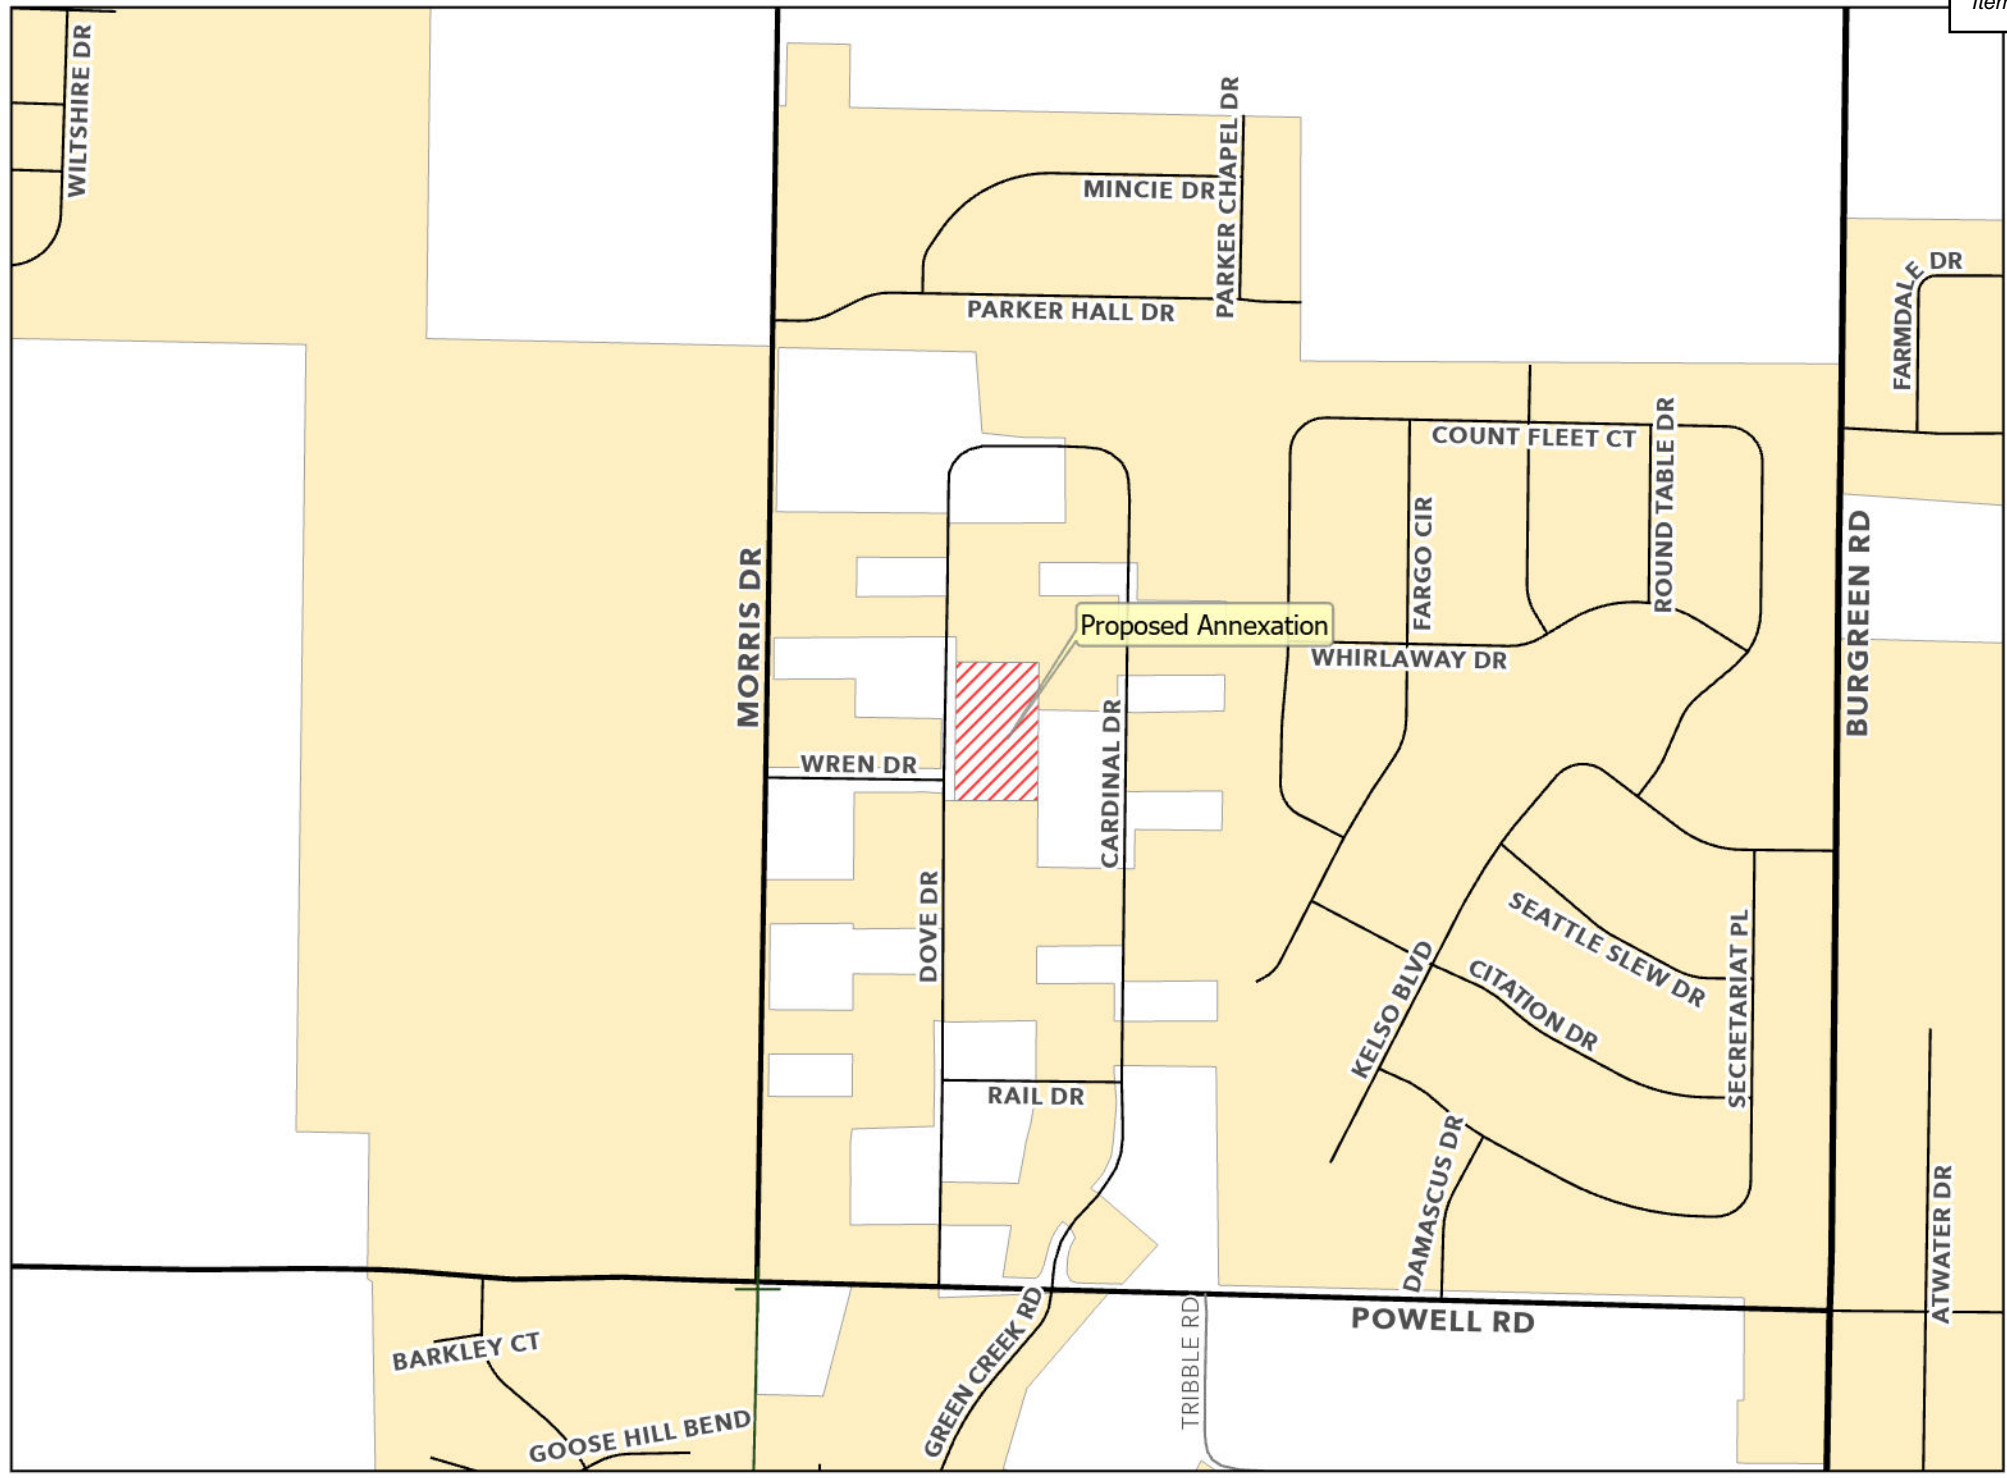 Item
WILTSHIRE DR
PARKER CHAPEL DR
MINCIE DR
PARKER HALL DR
FARMDALE DR
COUNT FLEET CT
ROUND TABLE DR
FARGO CIR
MORRIS DR
BURGREEN RD
Proposed Annexation
WHIRLAWAY DR
CARDINAL DR
WREN DR
DOVE DR
SEATTLE SLEW DR
SECRETARIAT PL
KELSO BLVD
CITATION DR
RAIL DR
DAMASCUS DR
ATWATER DR
POWELL RD
GREEN CREEK RD
TRIBBLE RD
BARKLEY CT
GOOSE HILL BEND